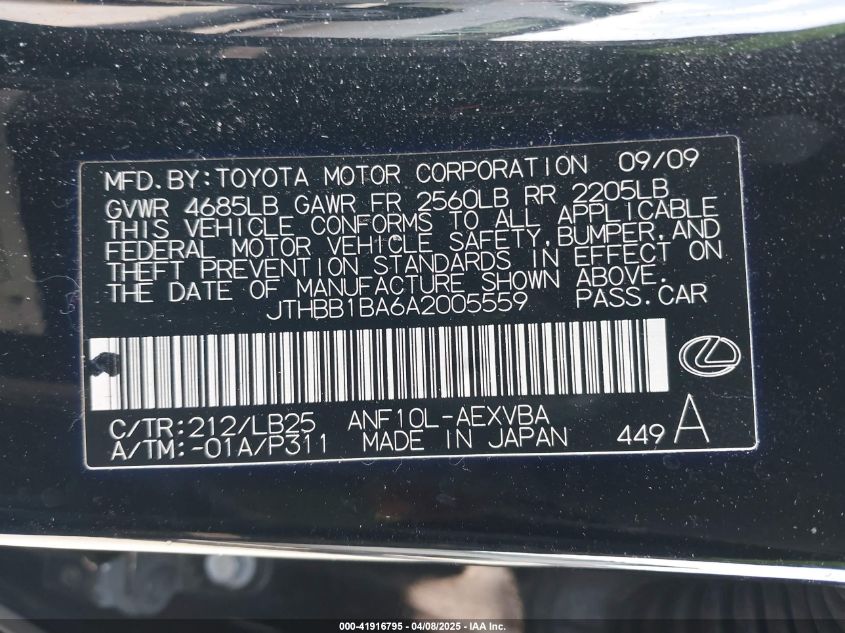 MFD.BY:TOYOTA MOTOR CORPORATION 09/09
GVWR 4685LB GAWR FR 2560LB RR 2205LB
THIS VEHICLE CONFORMS TO ALL APPLICABLE
FEDERAL MOTOR VEHICLE SAFETY,BUMPER,AND
THEFT PREVENTION STANDARDS IN EFFECT ON
THE DATE OF MANUFACTURE SHOWN ABOVE.
JTHBB1BA6A2005559 PASS.CAR
C/TR:212/LB25 ANF10L-AEXVBA
A/TM:-01A/P311 MADE IN JAPAN 449 A
000-41916795 - 04/08/2025 - IAA Inc.